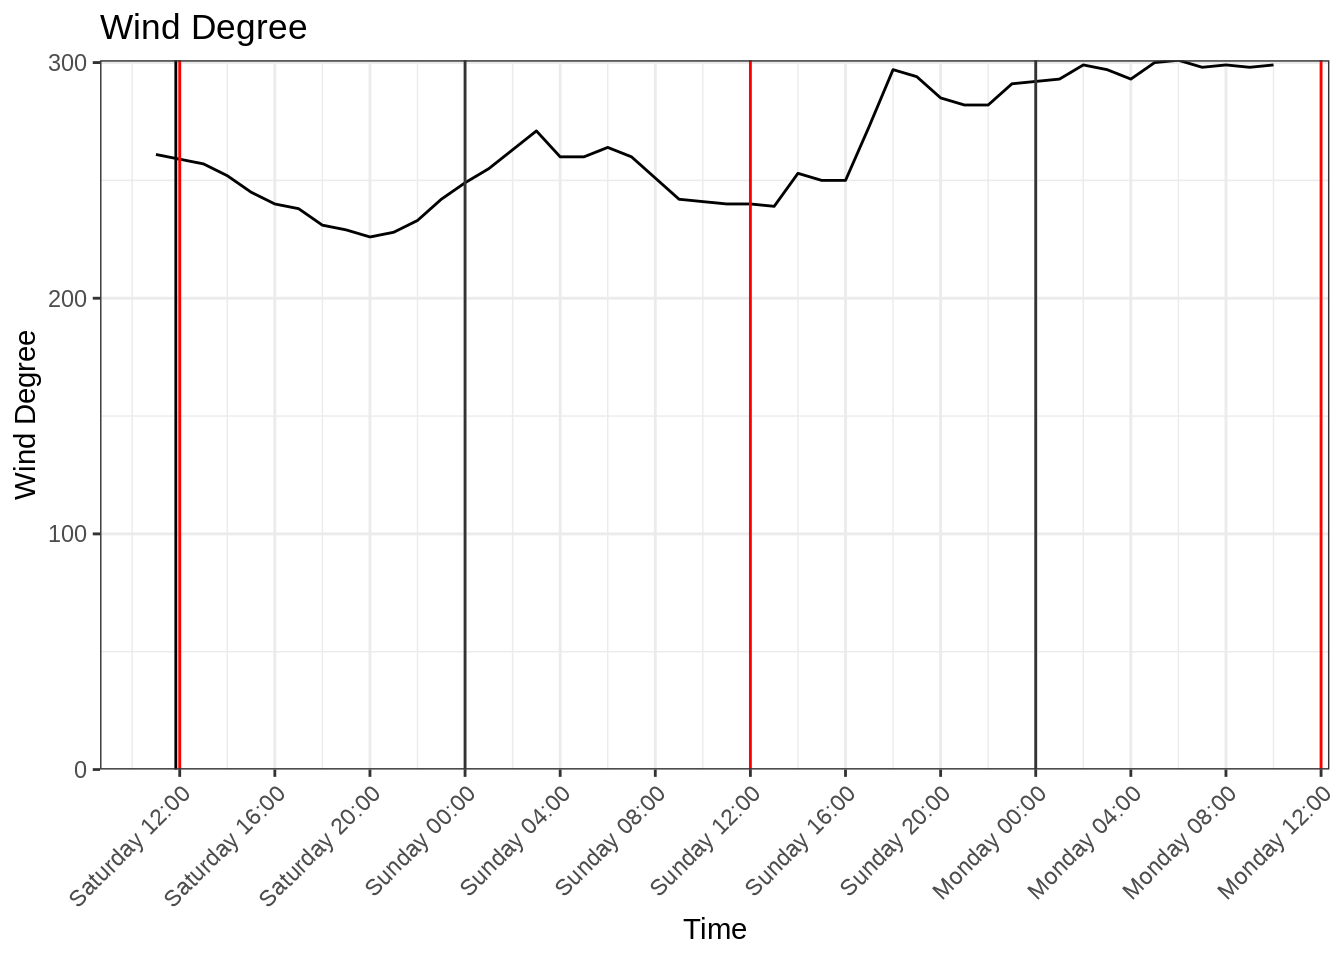 Wind Degree
Wind Degree
300
200
100
0
Saturday 12:00
Saturday 16:00
Saturday 20:00
Sunday 00:00
Sunday 04:00
Sunday 08:00
Sunday 12:00
Sunday 16:00
Sunday 20:00
Monday 00:00
Monday 04:00
Monday 08:00
Monday 12:00
Time